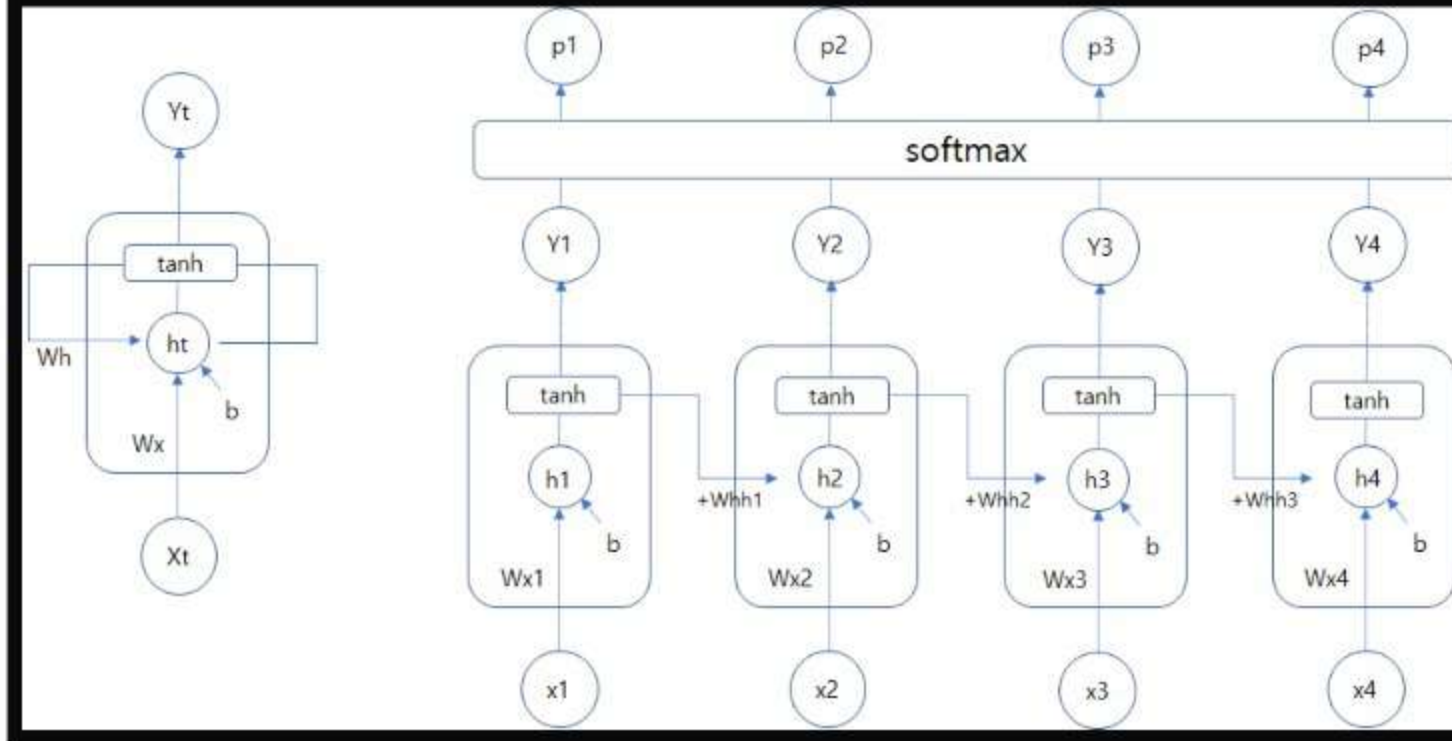 Yt
tanh
ht
Wh
b
Wx
Xt
p1 p2 p3 p4
softmax
Y1 Y2 Y3 Y4
tanh tanh tanh tanh
h1 h2 h3 h4
+Whh1 +Whh2 +Whh3
b b b b
Wx1 Wx2 Wx3 Wx4
x1 x2 x3 x4